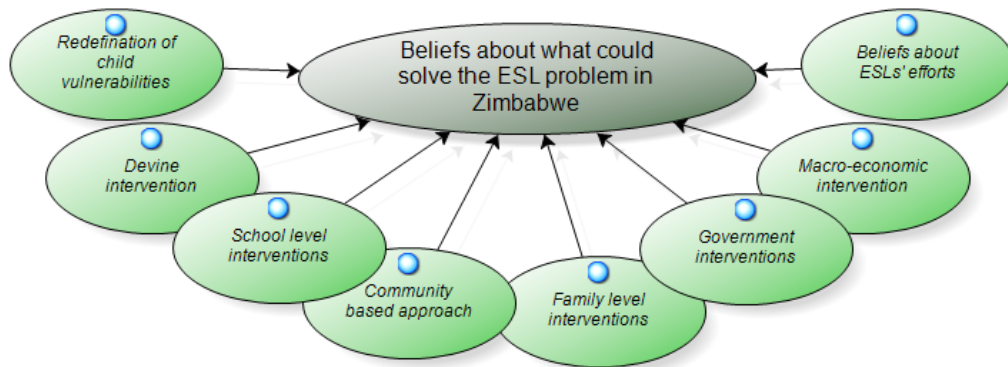 Redefination of
child
vulnerabilities
Beliefs about what could
solve the ESL problem in
Zimbabwe
Beliefs about
ESLs' efforts
Devine
intervention
Macro-economic
intervention
School level
interventions
Government
interventions
Community
based approach
Family level
interventions